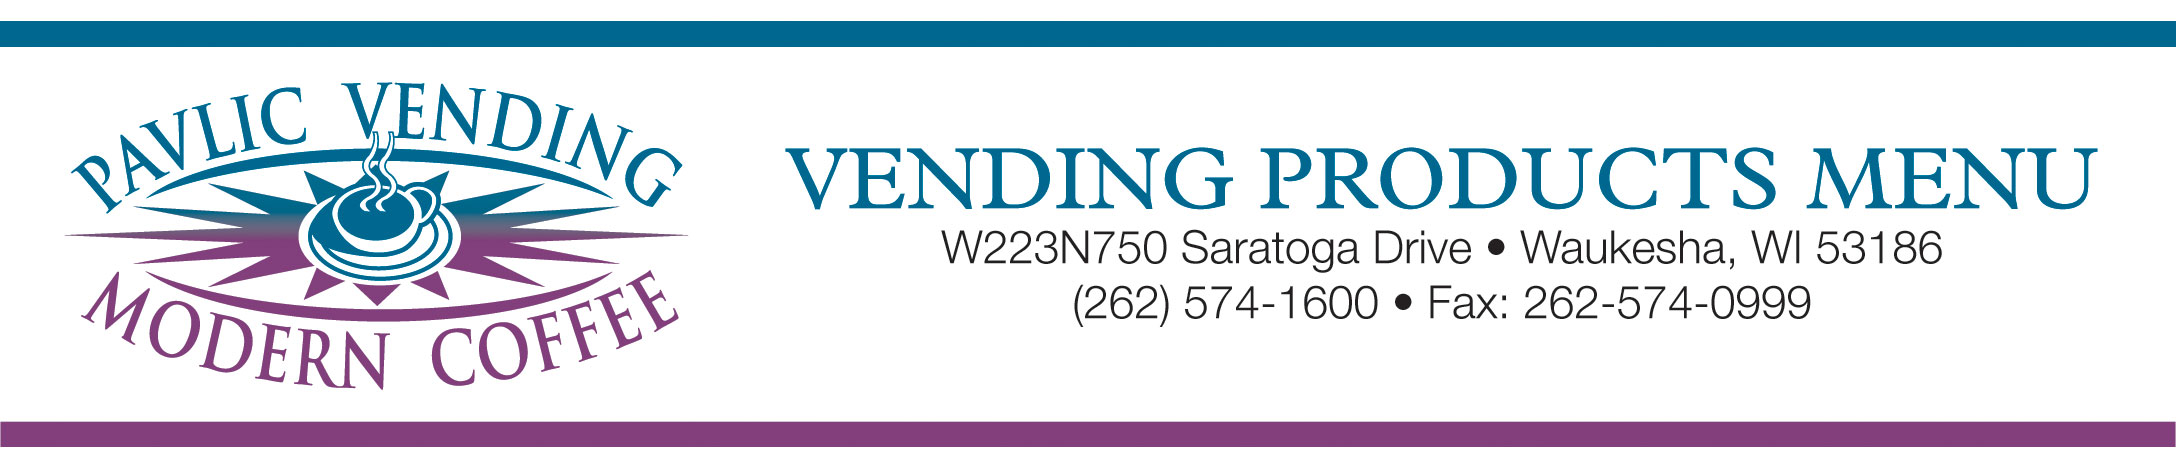 PAVLIC VENDING
MODERN COFFEE
VENDING PRODUCTS MENU
W223N750 Saratoga Drive • Waukesha, WI 53186
(262) 574-1600 • Fax: 262-574-0999